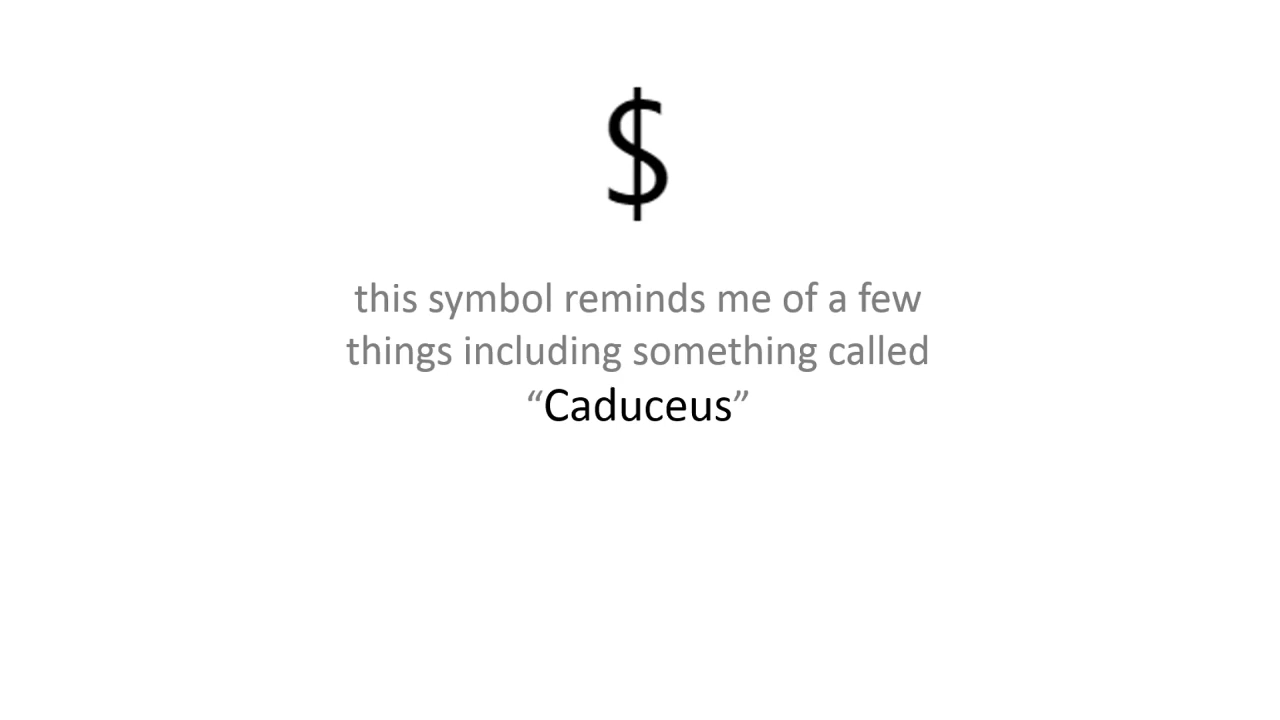 $
this symbol reminds me of a few
things including something called
“Caduceus”